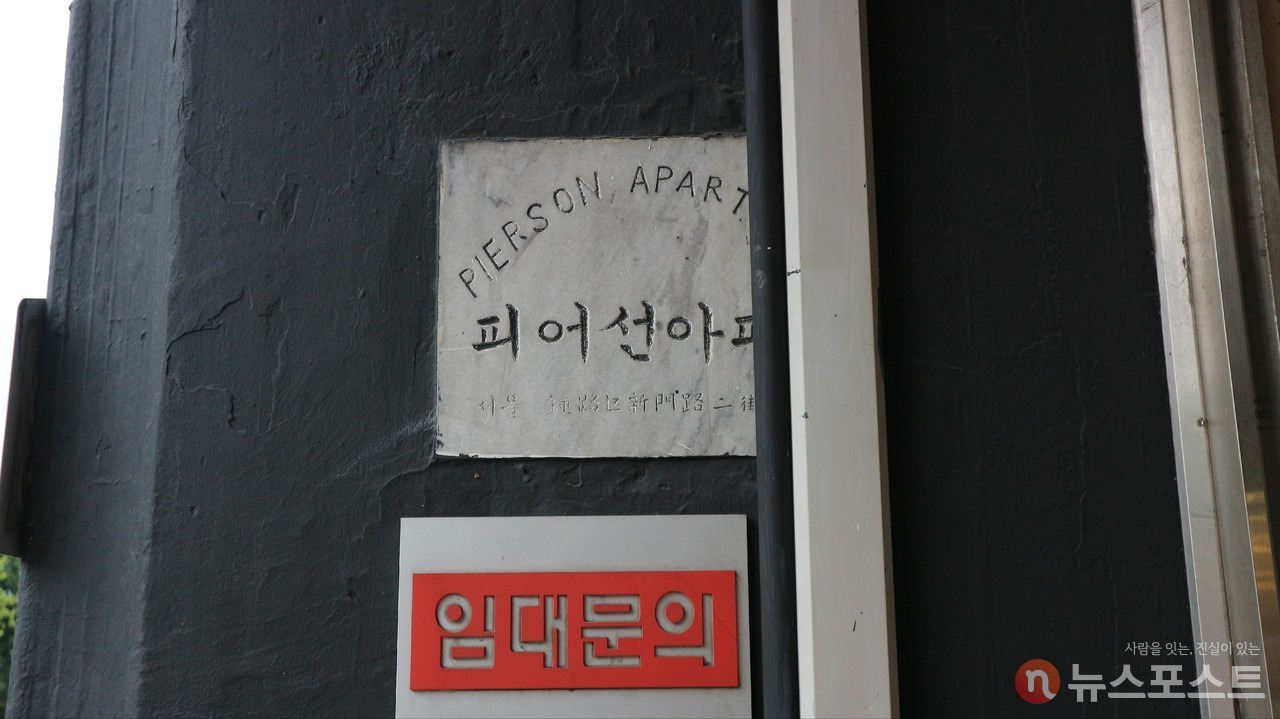 PIERSON APART
피어선아파
서울 鍾路区新門路二街
임대문의
사람을 잇는, 진실이 있는
n 뉴스포스트